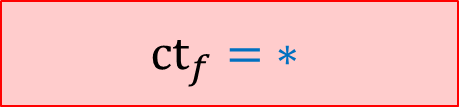 ct_f = *